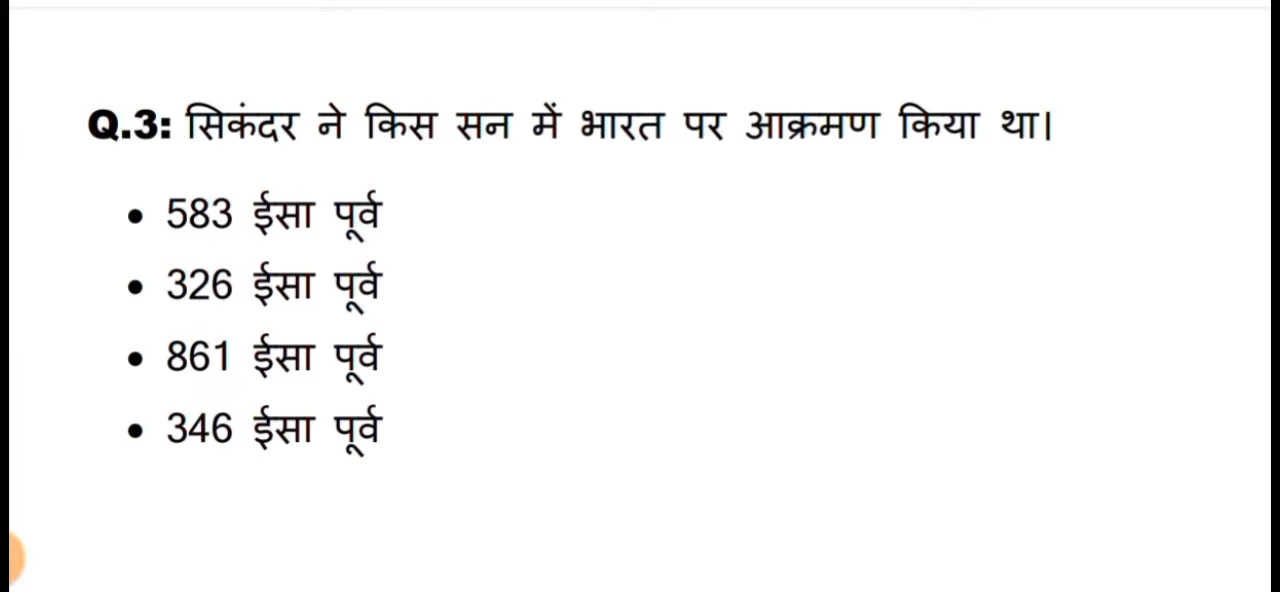 Q.3: सिकंदर ने किस सन में भारत पर आक्रमण किया था।
• 583 ईसा पूर्व
• 326 ईसा पूर्व
• 861 ईसा पूर्व
• 346 ईसा पूर्व